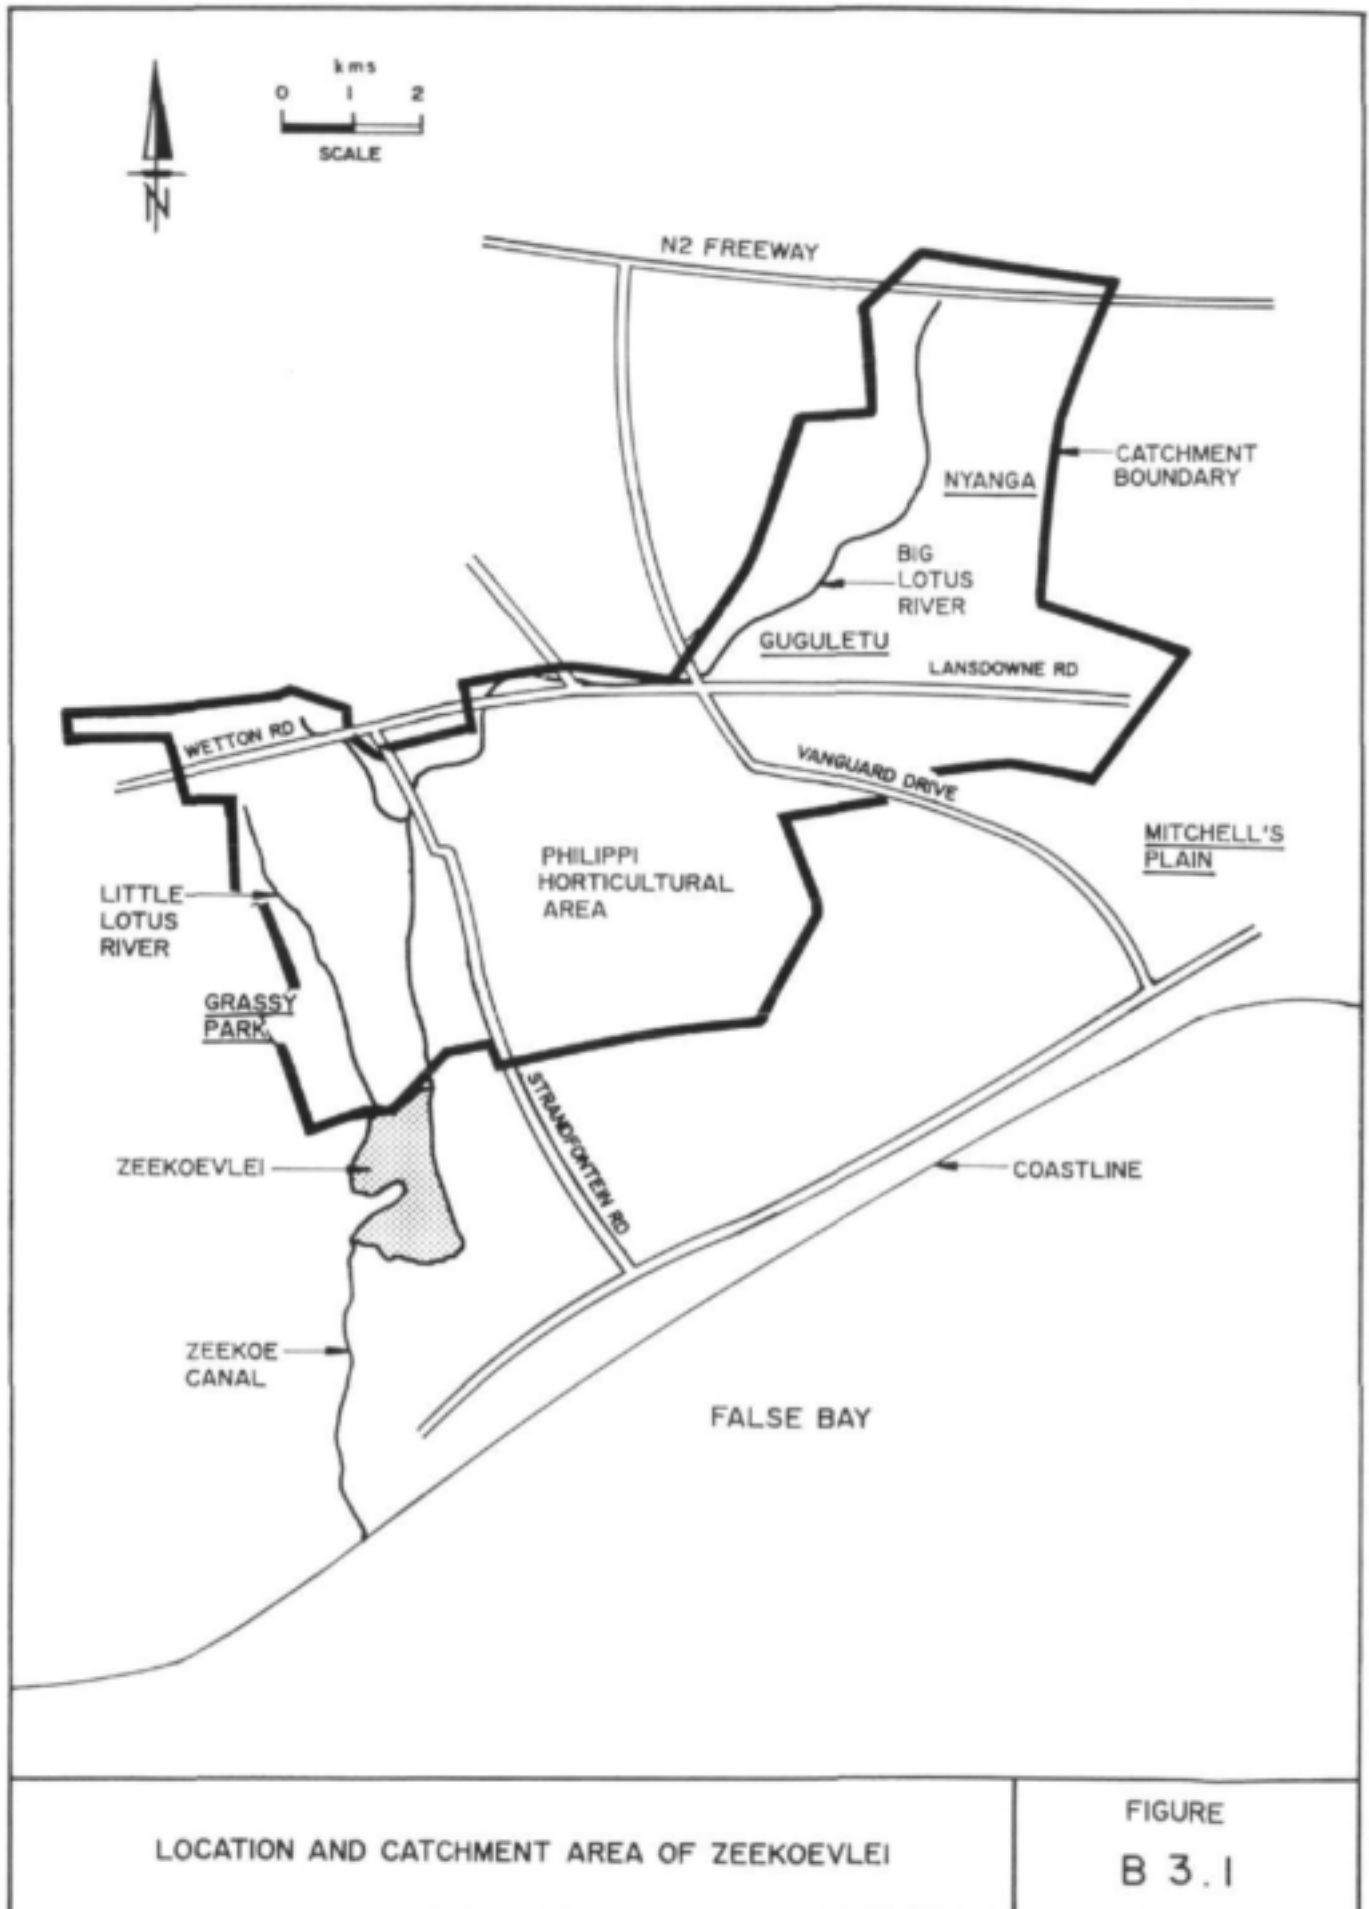 kms
0 1 2
SCALE
N
N2 FREEWAY
CATCHMENT
BOUNDARY
NYANGA
BIG
LOTUS
RIVER
GUGULETU
LANSDOWNE RD
WETTON RD
VANGUARD DRIVE
MITCHELL'S
PLAIN
PHILIPPI
HORTICULTURAL
AREA
LITTLE
LOTUS
RIVER
GRASSY
PARK
STRANDFONTEIN RD
ZEEKOEVLEI
COASTLINE
ZEEKOE
CANAL
FALSE BAY
LOCATION AND CATCHMENT AREA OF ZEEKOEVLEI
FIGURE
B 3.1